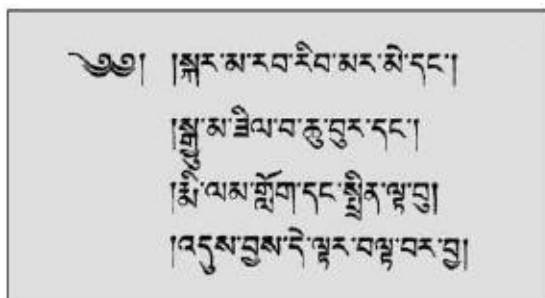 ༄༅། །སྐར་མ་རབ་རིབ་མར་མེ་དང་།
།སྒྱུ་མ་ཟིལ་བ་ཆུ་བུར་དང་།
།རྨི་ལམ་གློག་དང་སྤྲིན་ལྟ་བུ།
།འདུས་བྱས་དེ་ལྟར་བལྟ་བར་བྱ།